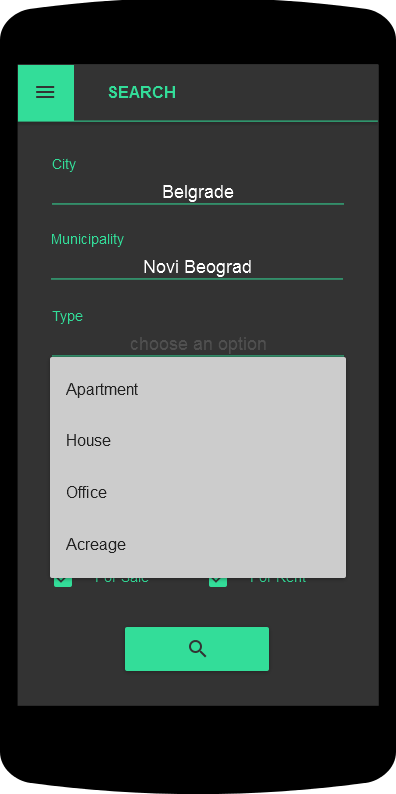 SEARCH
City
Belgrade
Municipality
Novi Beograd
Type
choose an option
Apartment
House
Office
Acreage
For Sale For Rent